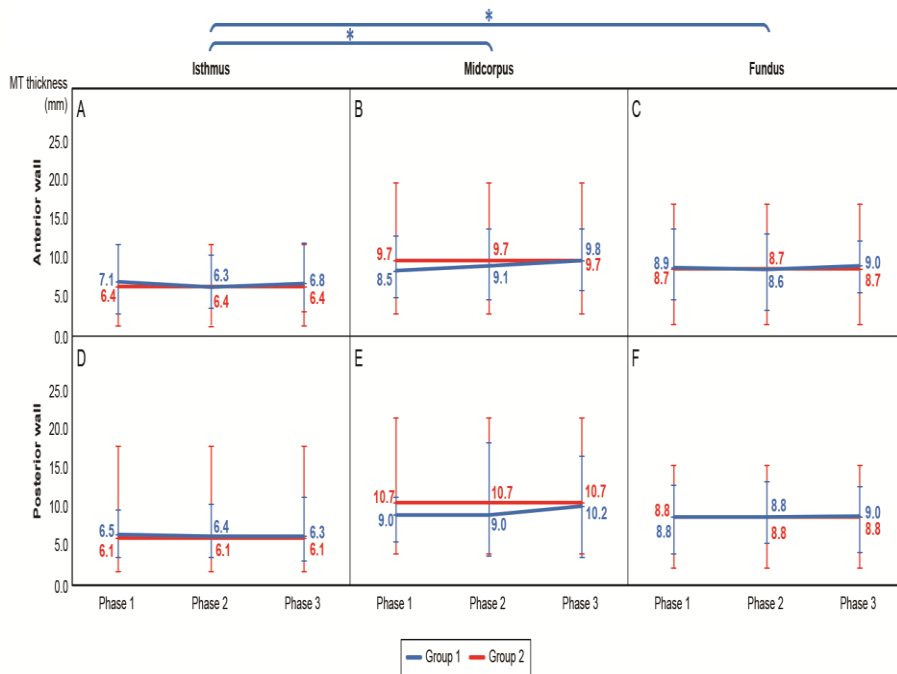 *
*
Isthmus Midcorpus Fundus
MT thickness
(mm)
Anterior wall
A B C
25.0
20.0
15.0
10.0
5.0
0.0
7.1 6.3 6.8
6.4 6.4 6.4
9.7 9.7 9.8
8.5 9.1 9.7
8.9 8.7 9.0
8.7 8.6 8.7
Posterior wall
D E F
25.0
20.0
15.0
10.0
5.0
0.0
6.5 6.4 6.3
6.1 6.1 6.1
10.7 10.7 10.7
9.0 9.0 10.2
8.8 8.8 9.0
8.8 8.8 8.8
Phase 1 Phase 2 Phase 3 Phase 1 Phase 2 Phase 3 Phase 1 Phase 2 Phase 3
Group 1 Group 2